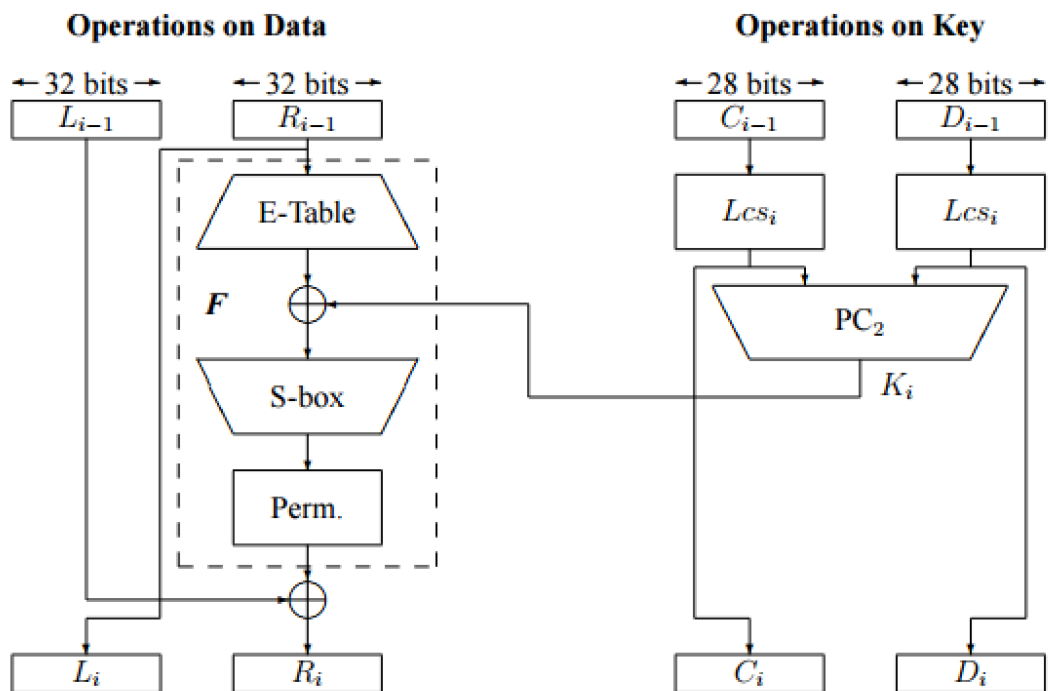 Operations on Data
Operations on Key
32 bits
32 bits
28 bits
28 bits
L_{i-1}
R_{i-1}
C_{i-1}
D_{i-1}
E-Table
Lcs_i
Lcs_i
F
PC_2
S-box
K_i
Perm.
L_i
R_i
C_i
D_i